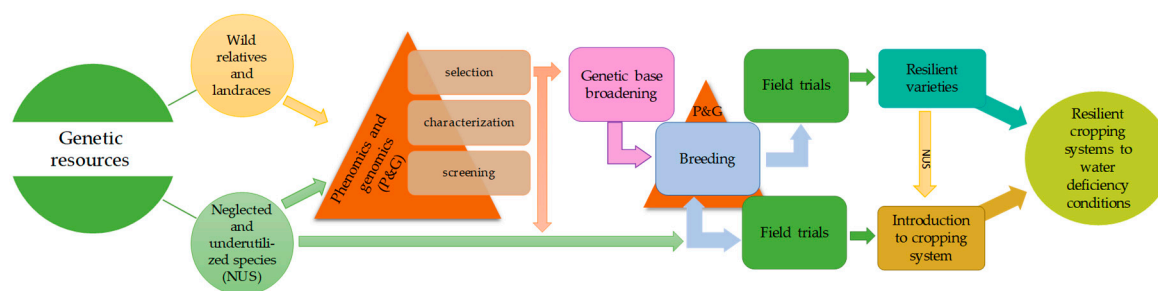 Genetic
resources
Wild
relatives and
landraces
Neglected and
underutili-
zed species
(NUS)
Phenomics and
genomics
(P&G)
selection
characterization
screening
Genetic base
broadening
P&G
Breeding
Field trials
Field trials
Resilient
varieties
NUS
Introduction
to cropping
system
Resilient
cropping
systems to
water
deficiency
conditions